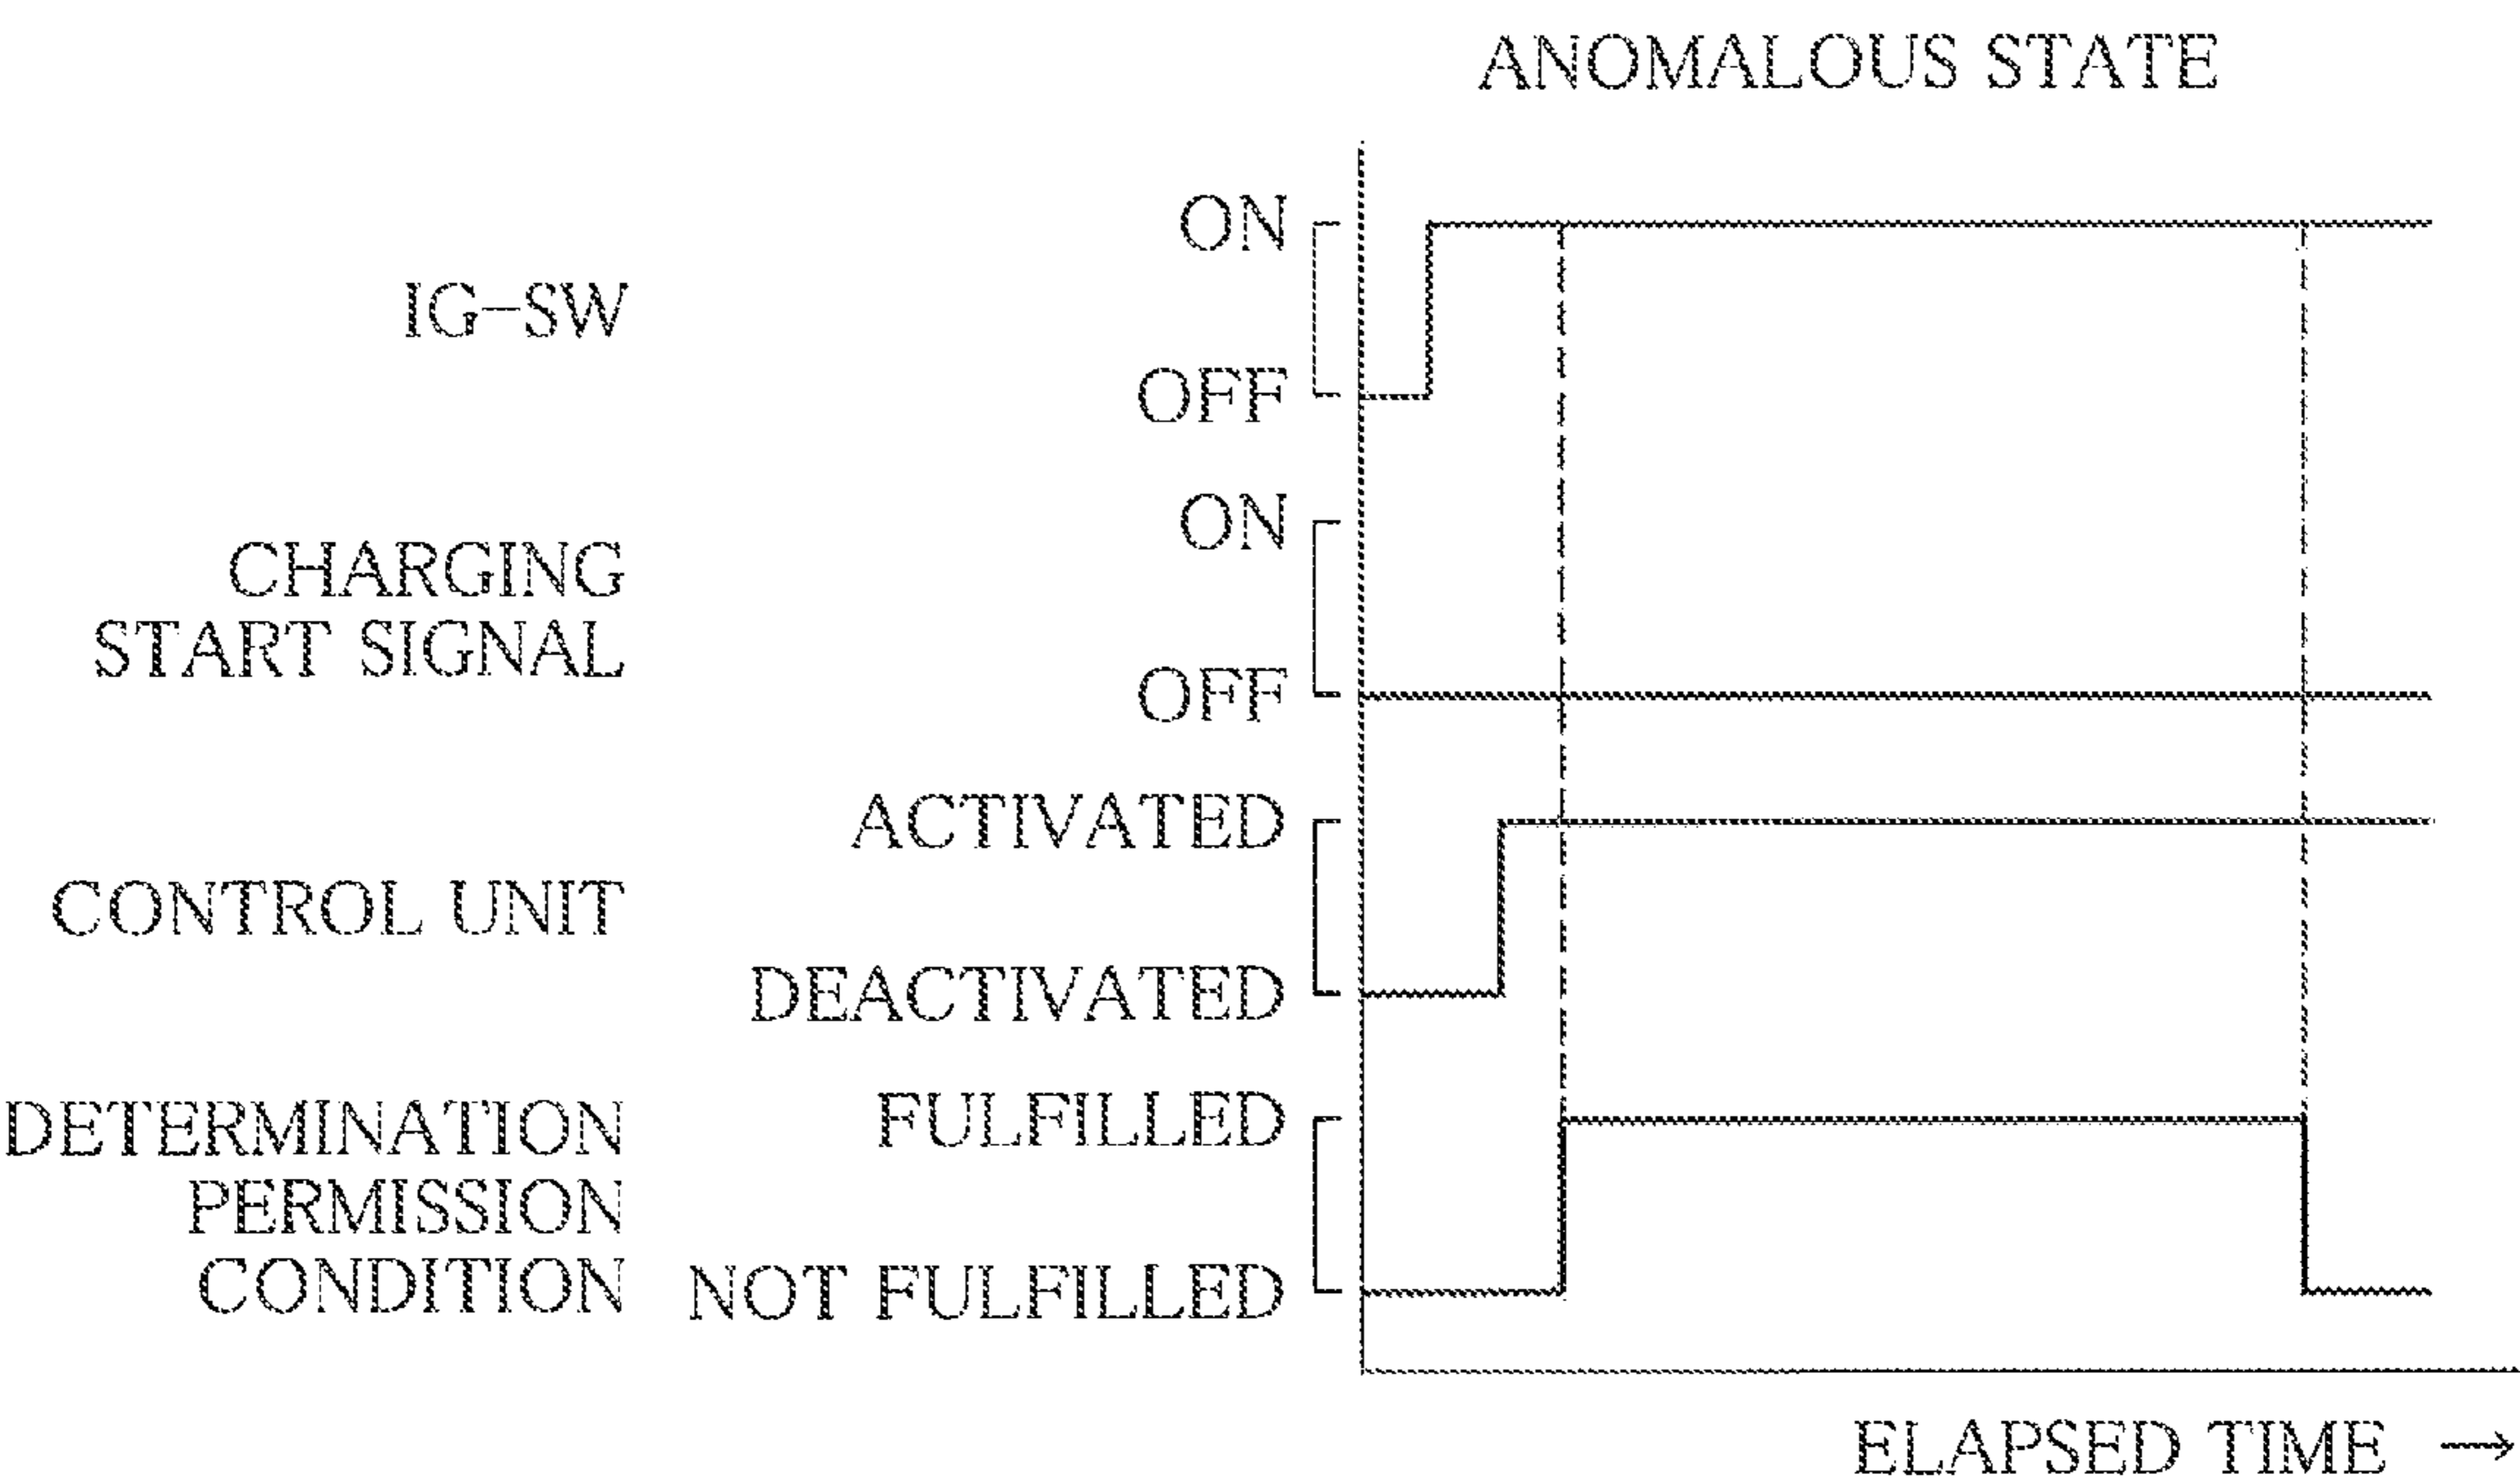 ANOMALOUS STATE
IG-SW
ON
OFF
CHARGING
START SIGNAL
ON
OFF
CONTROL UNIT
ACTIVATED
DEACTIVATED
DETERMINATION
PERMISSION
CONDITION
FULFILLED
NOT FULFILLED
ELAPSED TIME →